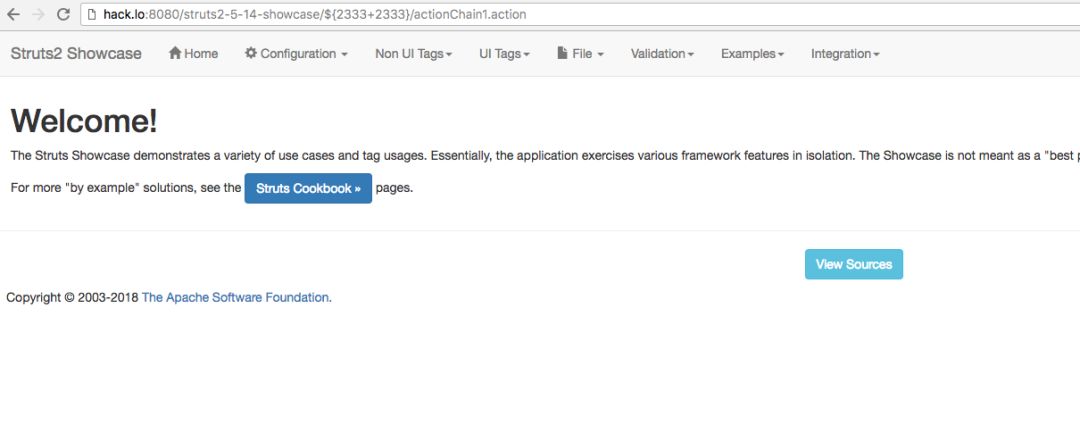 hack.lo:8080/struts2-5-14-showcase/${2333+2333}/actionChain1.action
Struts2 Showcase Home Configuration Non UI Tags UI Tags File Validation Examples Integration
Welcome!
The Struts Showcase demonstrates a variety of use cases and tag usages. Essentially, the application exercises various framework features in isolation. The Showcase is not meant as a "best p
For more "by example" solutions, see the Struts Cookbook » pages.
View Sources
Copyright © 2003-2018 The Apache Software Foundation.